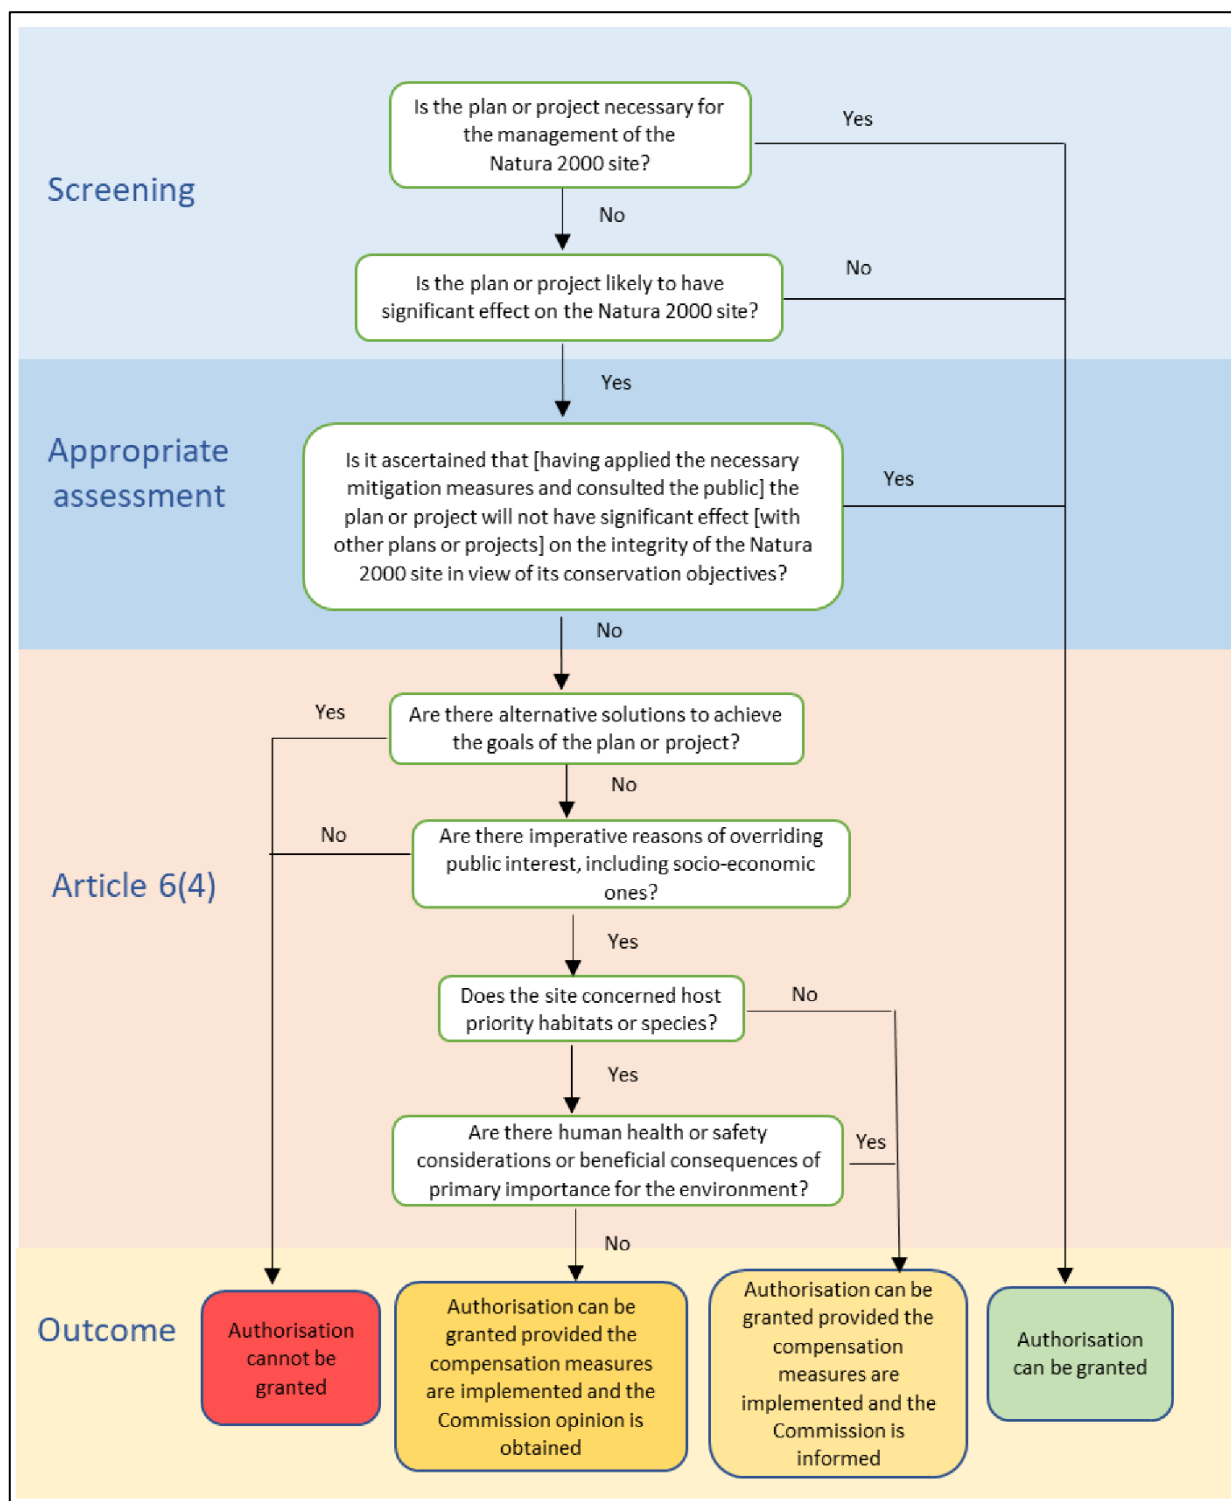 Is the plan or project necessary for
the management of the
Natura 2000 site?
Yes
Screening
No
Is the plan or project likely to have
significant effect on the Natura 2000 site?
No
Yes
Appropriate
assessment
Is it ascertained that [having applied the necessary
mitigation measures and consulted the public] the
plan or project will not have significant effect [with
other plans or projects] on the integrity of the Natura
2000 site in view of its conservation objectives?
Yes
No
Yes
Are there alternative solutions to achieve
the goals of the plan or project?
No
No
Are there imperative reasons of overriding
public interest, including socio-economic
ones?
Article 6(4)
Yes
Does the site concerned host
priority habitats or species?
No
Yes
Are there human health or safety
considerations or beneficial consequences of
primary importance for the environment?
Yes
No
Outcome
Authorisation
cannot be
granted
Authorisation can be
granted provided the
compensation measures
are implemented and the
Commission opinion is
obtained
Authorisation can be
granted provided the
compensation
measures are
implemented and the
Commission is
informed
Authorisation
can be granted